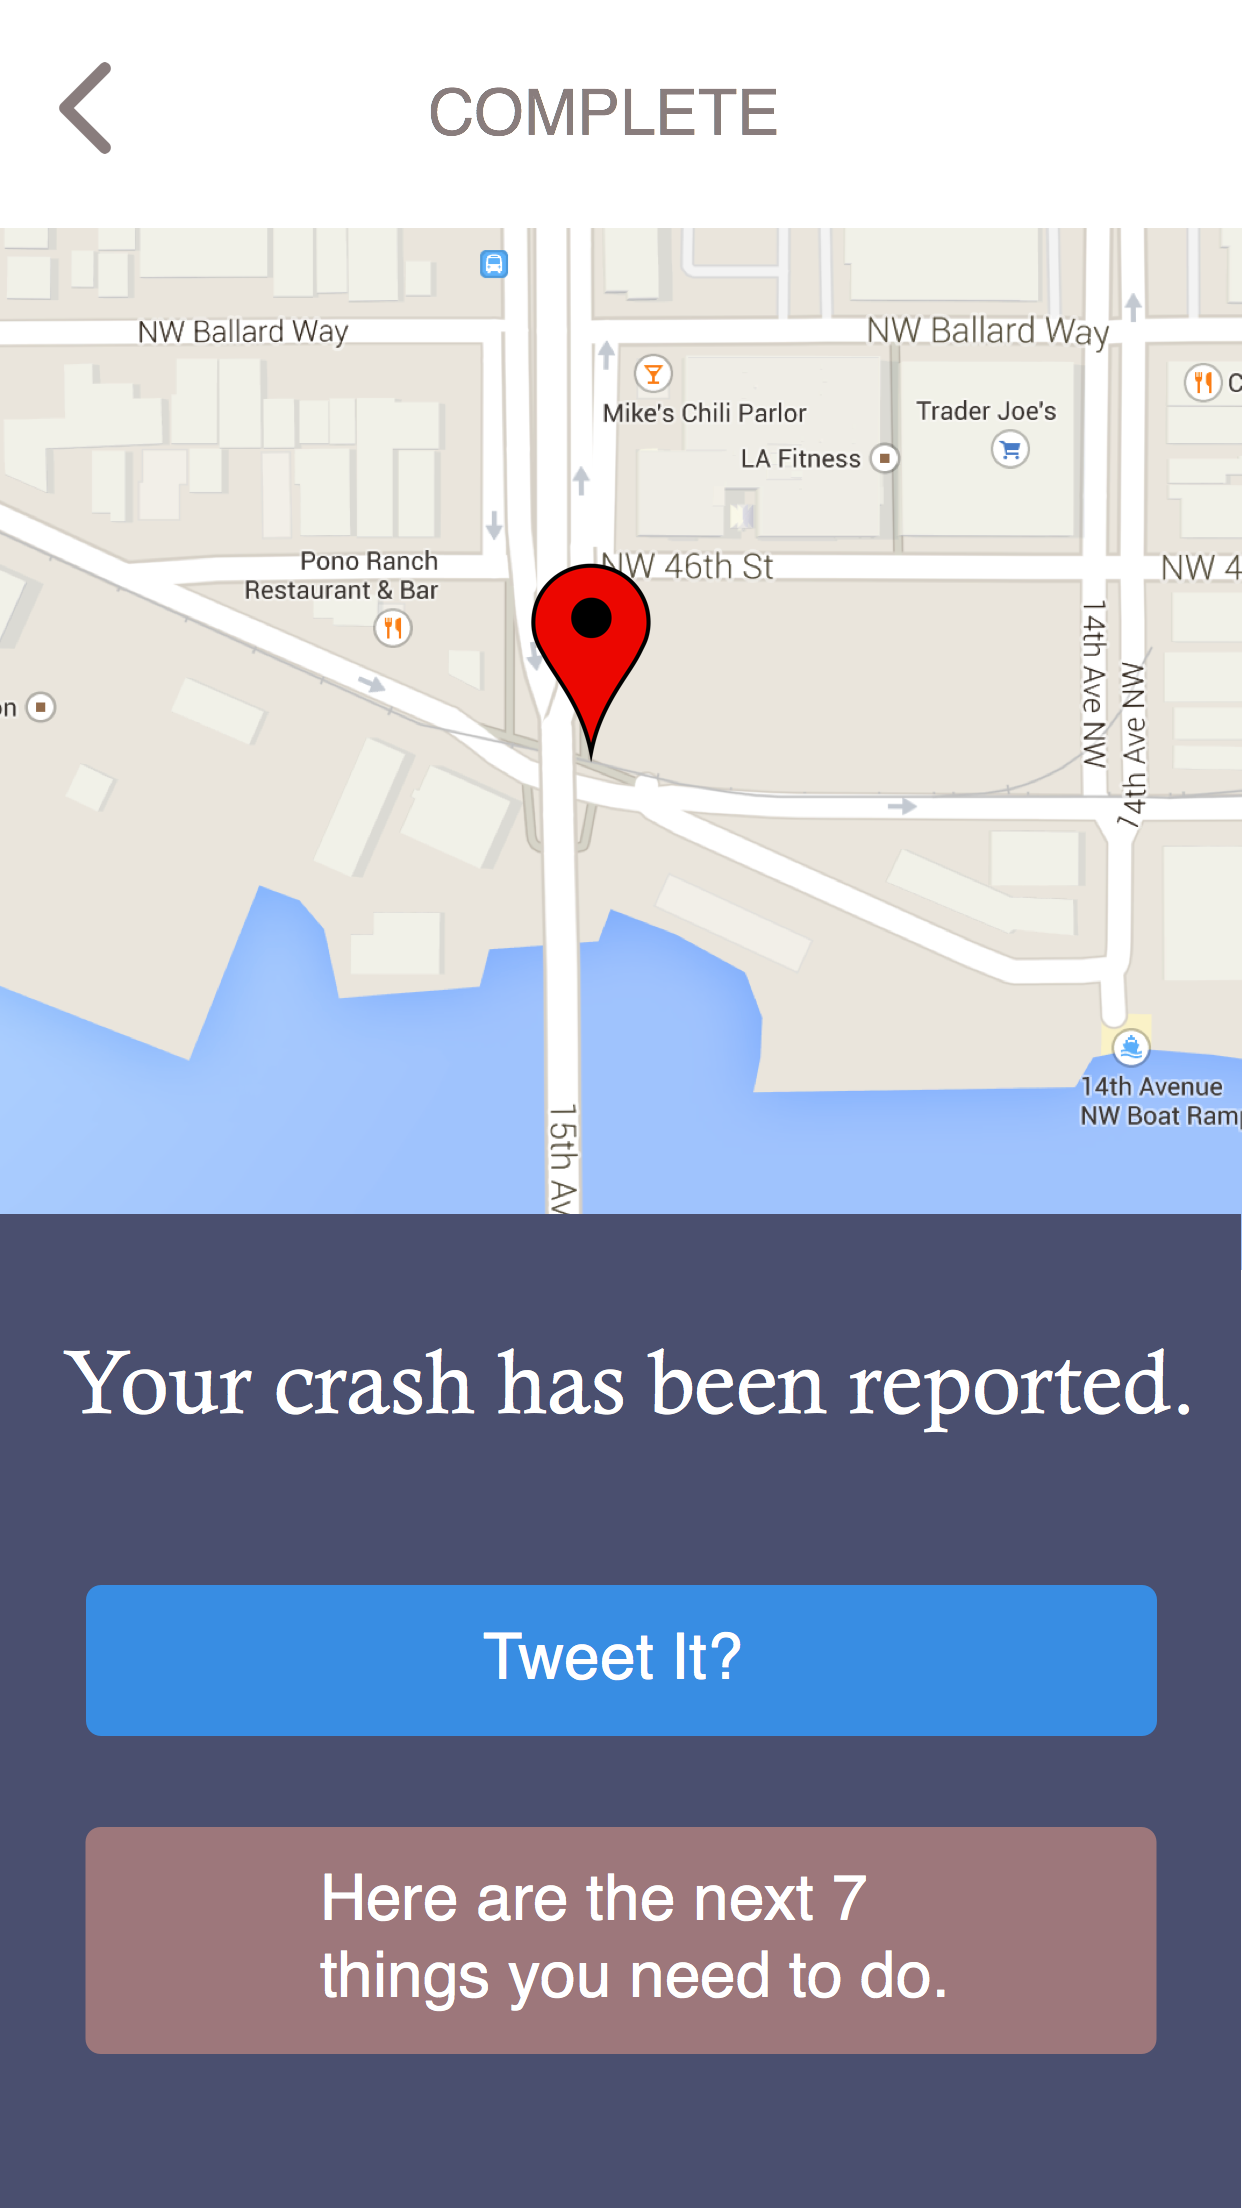 COMPLETE
NW Ballard Way
NW Ballard Way
Mike's Chili Parlor
Trader Joe's
C
LA Fitness
Pono Ranch
Restaurant & Bar
NW 46th St
NW 4
on
14th Ave NW
14th Ave NW
14th Avenue
NW Boat Ramp
15th Av
Your crash has been reported.
Tweet It?
Here are the next 7
things you need to do.